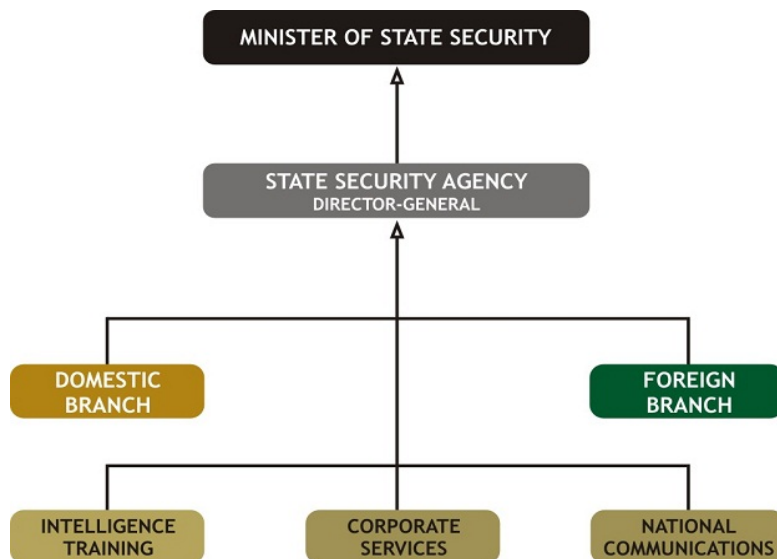 MINISTER OF STATE SECURITY
STATE SECURITY AGENCY
DIRECTOR-GENERAL
DOMESTIC
BRANCH
FOREIGN
BRANCH
INTELLIGENCE
TRAINING
CORPORATE
SERVICES
NATIONAL
COMMUNICATIONS